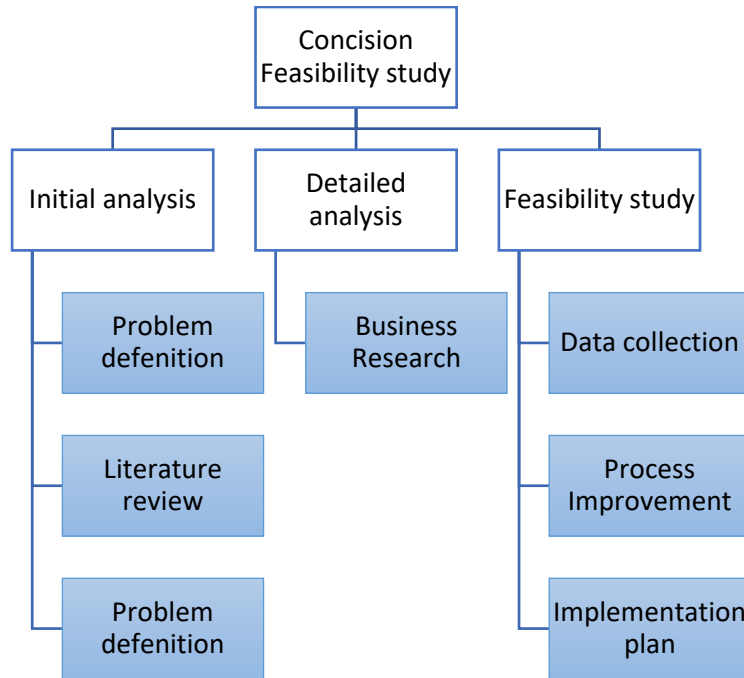 Concision
Feasibility study
Initial analysis
Detailed
analysis
Feasibility study
Problem
defenition
Business
Research
Data collection
Literature
review
Process
Improvement
Problem
defenition
Implementation
plan